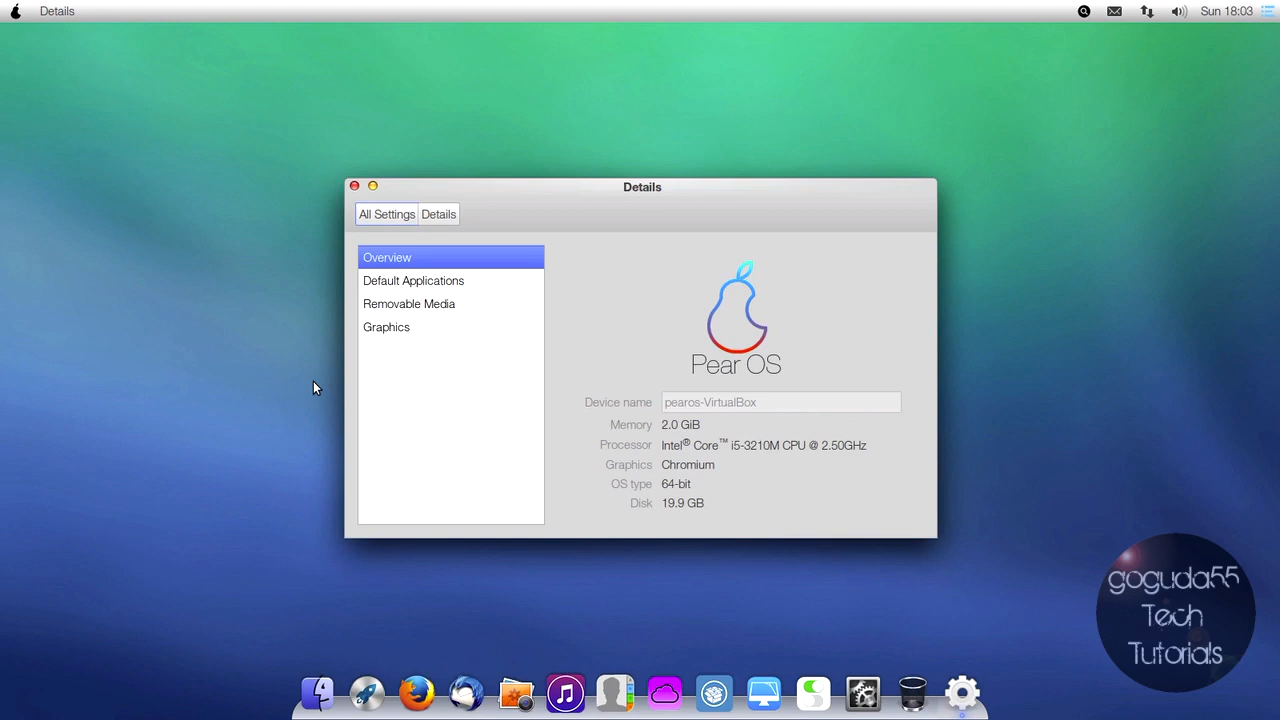 Details
Sun 18:03
Details
All Settings Details
Overview
Default Applications
Removable Media
Graphics
Pear OS
Device name pearos-VirtualBox
Memory 2.0 GiB
Processor Intel® Core™ i5-3210M CPU @ 2.50GHz
Graphics Chromium
OS type 64-bit
Disk 19.9 GB
goguda55
Tech
Tutorials